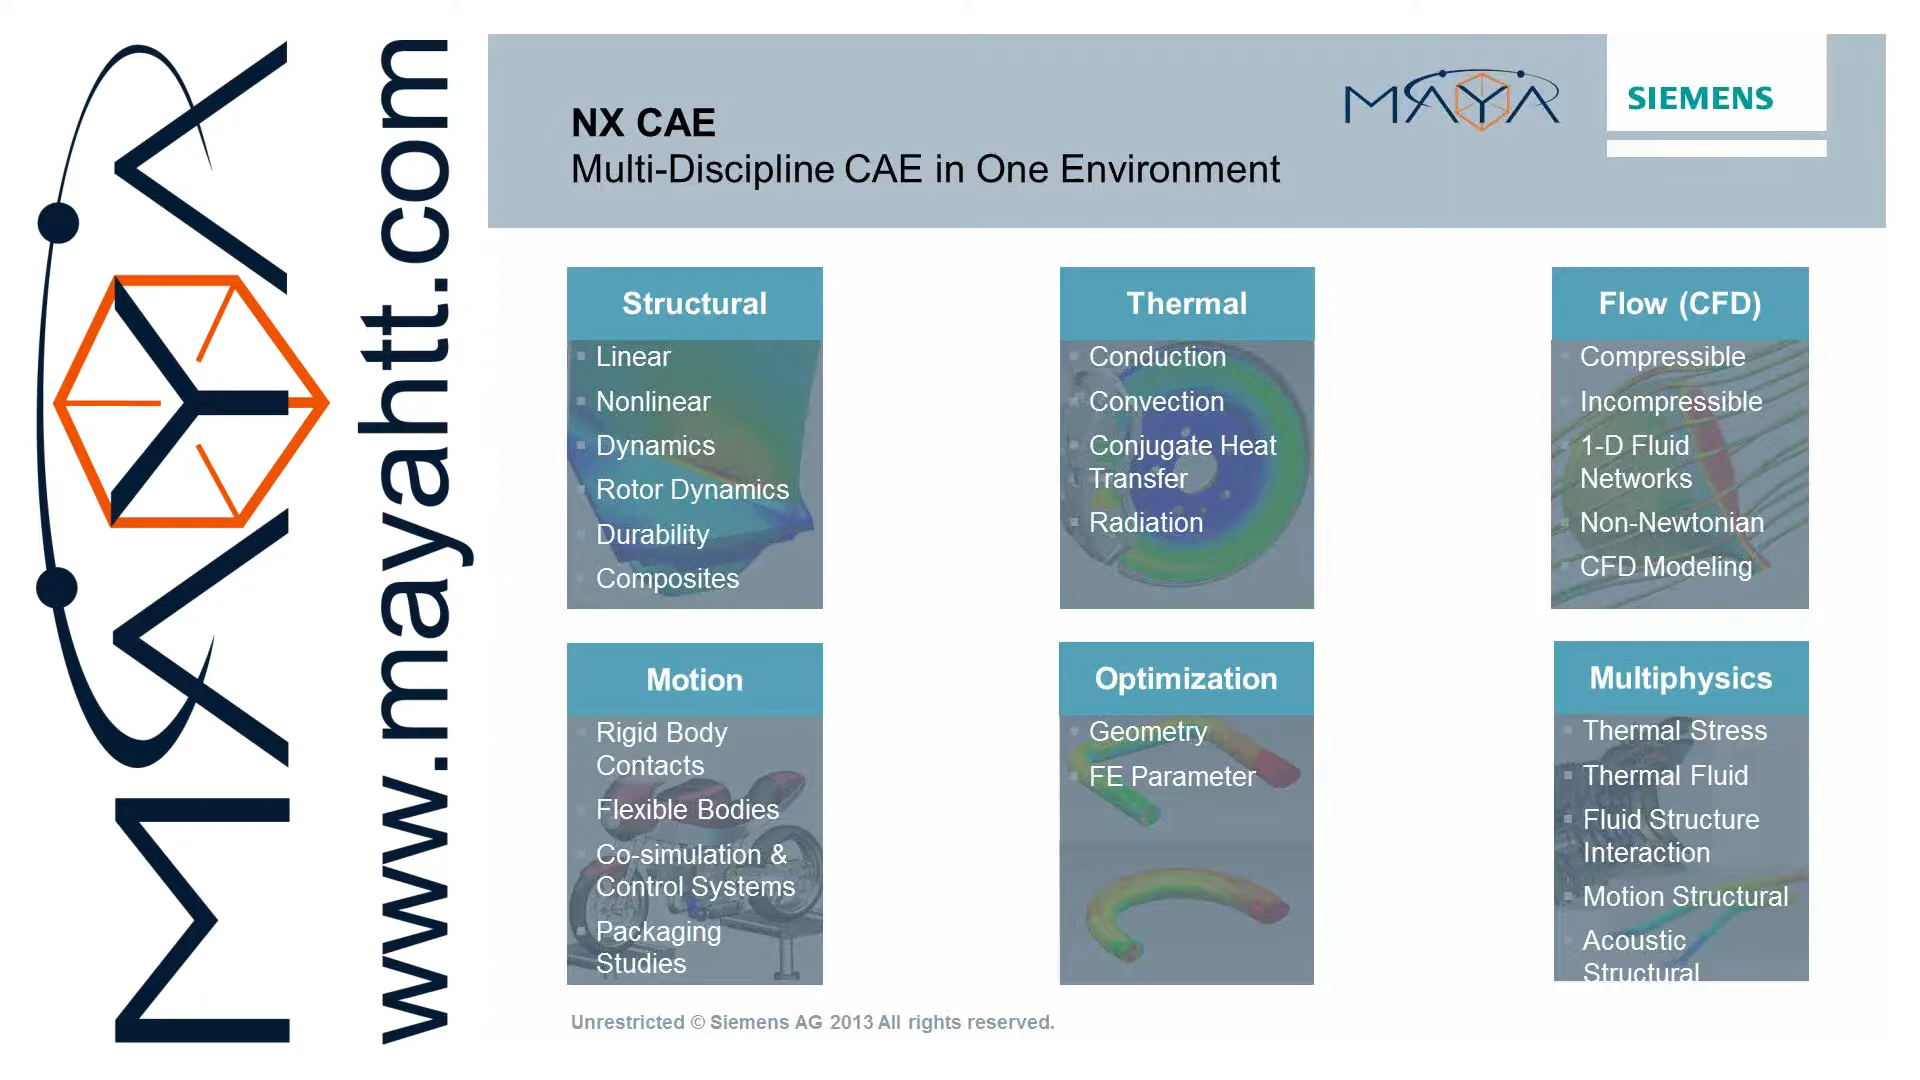 MAYA
www.mayahtt.com
NX CAE
Multi-Discipline CAE in One Environment
MAYA
SIEMENS
Structural
Linear
Nonlinear
Dynamics
Rotor Dynamics
Durability
Composites
Thermal
Conduction
Convection
Conjugate Heat
Transfer
Radiation
Flow (CFD)
Compressible
Incompressible
1-D Fluid
Networks
Non-Newtonian
CFD Modeling
Motion
Rigid Body
Contacts
Flexible Bodies
Co-simulation &
Control Systems
Packaging
Studies
Optimization
Geometry
FE Parameter
Multiphysics
Thermal Stress
Thermal Fluid
Fluid Structure
Interaction
Motion Structural
Acoustic
Structural
Unrestricted © Siemens AG 2013 All rights reserved.